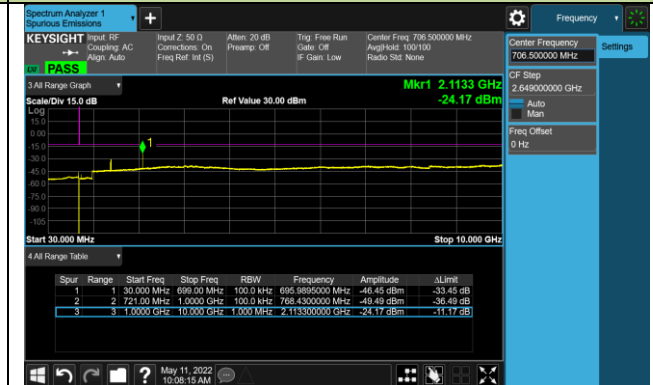 Spectrum Analyzer 1
Spurious Emissions
Frequency
KEYSIGHT
Input: RF
Coupling: AC
Align: Auto
Input Z: 50 Ω
Corrections: On
Freq Ref: Int (S)
Atten: 20 dB
Preamp: Off
Trig: Free Run
Gate: Off
IF Gain: Low
Center Freq: 706.500000 MHz
Avg|Hold: 100/100
Radio Std: None
PASS
Center Frequency
706.500000 MHz
Settings
CF Step
2.649000000 GHz
Auto
Man
Freq Offset
0 Hz
3 All Range Graph
Mkr1 2.1133 GHz
Scale/Div 15.0 dB
Ref Value 30.00 dBm
-24.17 dBm
Log
15.0
0.00
-15.0
-30.0
-45.0
-60.0
-75.0
-90.0
-105
1
Start 30.000 MHz
Stop 10.000 GHz
4 All Range Table
Spur Range Start Freq Stop Freq RBW Frequency Amplitude ΔLimit
1 1 30.000 MHz 699.00 MHz 100.0 kHz 695.9895000 MHz -46.45 dBm -33.45 dB
2 2 721.00 MHz 1.0000 GHz 100.0 kHz 768.4300000 MHz -49.49 dBm -36.49 dB
3 3 1.0000 GHz 10.000 GHz 1.000 MHz 2.113300000 GHz -24.17 dBm -11.17 dB
May 11, 2022
10:08:15 AM